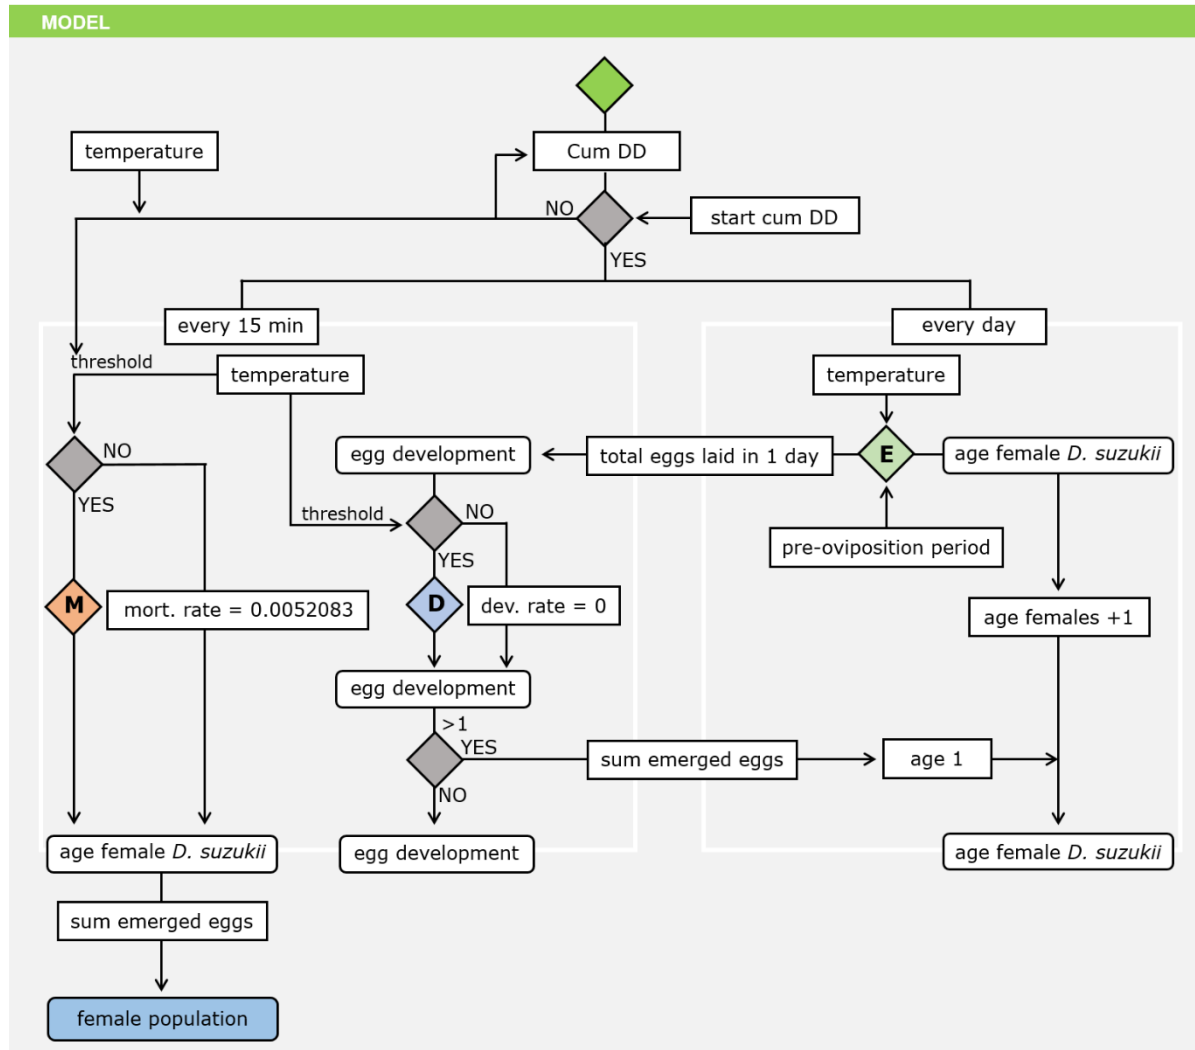 MODEL
temperature
Cum DD
NO
start cum DD
YES
every 15 min
every day
threshold
temperature
temperature
NO
egg development
total eggs laid in 1 day
E
age female D. suzukii
YES
threshold
NO
pre-oviposition period
YES
M
mort. rate = 0.0052083
D
dev. rate = 0
age females +1
egg development
>1
YES
sum emerged eggs
age 1
NO
age female D. suzukii
egg development
age female D. suzukii
sum emerged eggs
female population